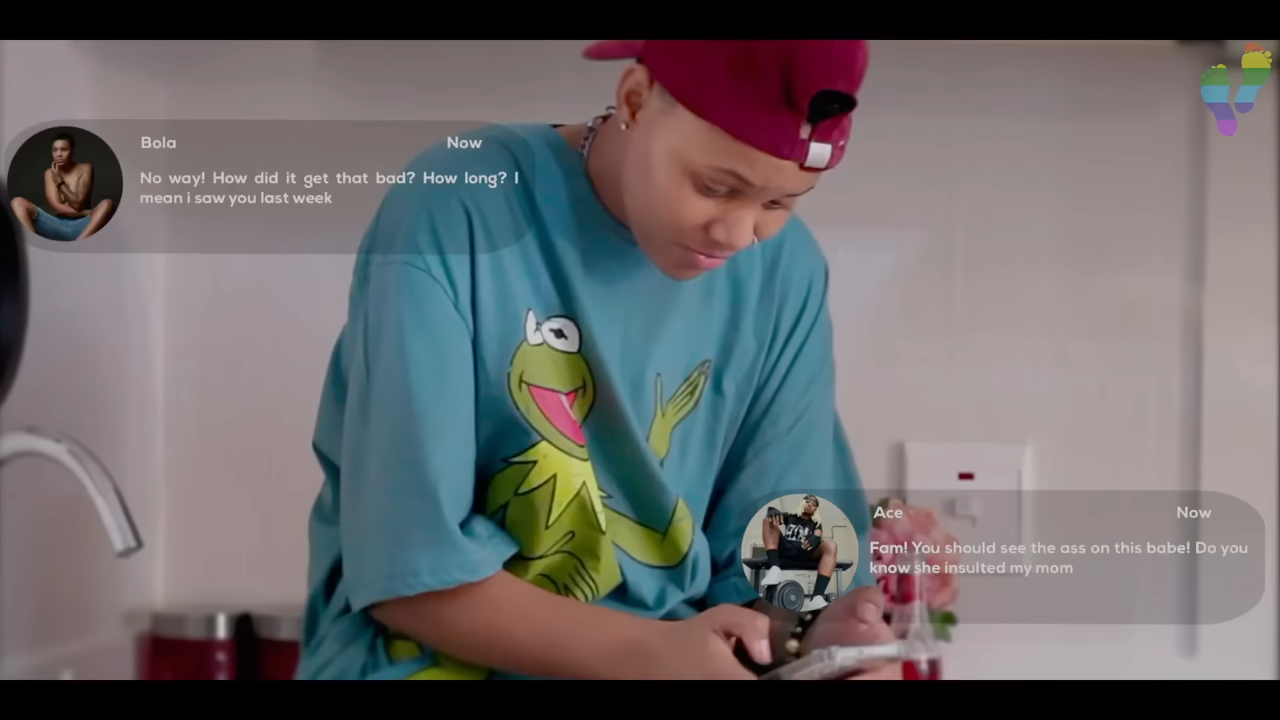 Bola
Now
No way! How did it get that bad? How long? I
mean i saw you last week
Ace
Now
Fam! You should see the ass on this babe! Do you
know she insulted my mom